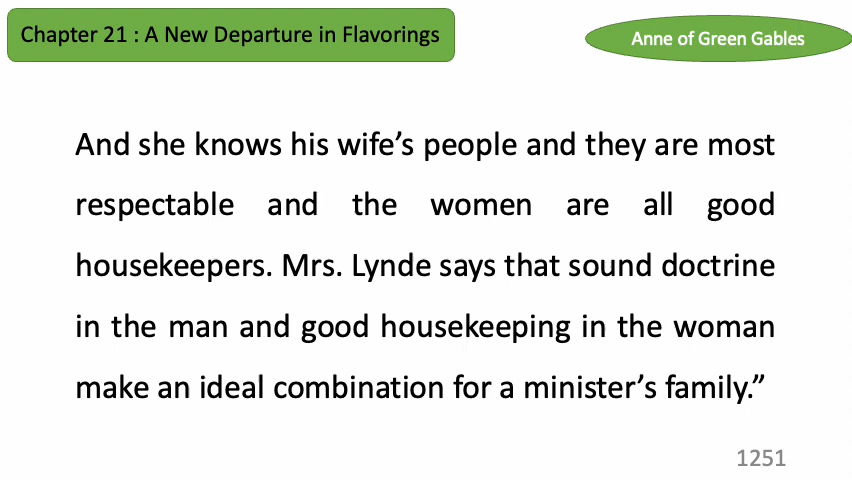 Chapter 21 : A New Departure in Flavorings
Anne of Green Gables
And she knows his wife’s people and they are most
respectable and the women are all good
housekeepers. Mrs. Lynde says that sound doctrine
in the man and good housekeeping in the woman
make an ideal combination for a minister’s family.”
1251